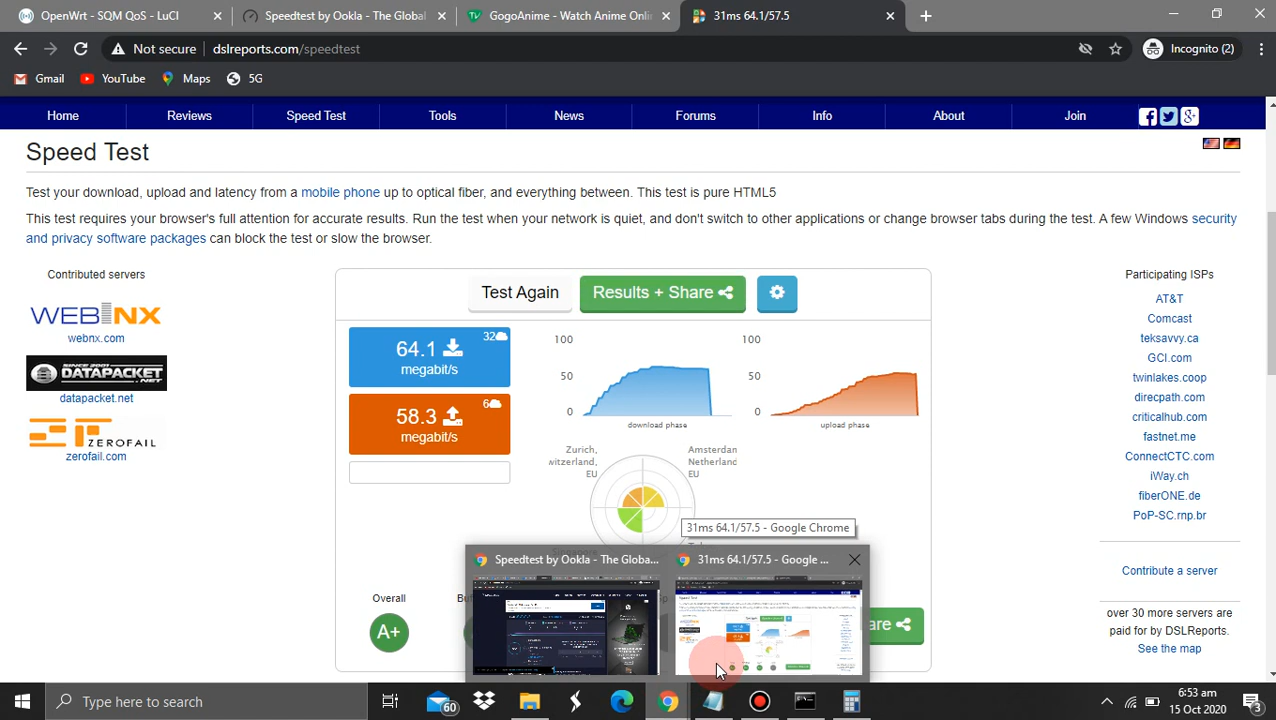 OpenWrt - SQM QoS - LuCI
Speedtest by Ookla - The Global
GogoAnime - Watch Anime Onlin
31ms 64.1/57.5
Not secure
dslreports.com/speedtest
Incognito (2)
Gmail
YouTube
Maps
5G
Home
Reviews
Speed Test
Tools
News
Forums
Info
About
Join
Speed Test
Test your download, upload and latency from a mobile phone up to optical fiber, and everything between. This test is pure HTML5
This test requires your browser's full attention for accurate results. Run the test when your network is quiet, and don't switch to other applications or change browser tabs during the test. A few Windows security
and privacy software packages can block the test or slow the browser.
Contributed servers
WEBNX
webnx.com
SINCE 2001
DATAPACKET.NET
datapacket.net
ZEROFAIL
zerofail.com
Test Again
Results + Share
32
64.1
megabit/s
6
58.3
megabit/s
100
50
0
download phase
100
50
0
upload phase
Zurich,
witzerland,
EU
Amsterdan
Netherland
EU
31ms 64.1/57.5 - Google Chrome
Speedtest by Ookla - The Globa...
31ms 64.1/57.5 - Google ...
Overall
A+
are
Participating ISPs
AT&T
Comcast
teksavvy.ca
GCI.com
twinlakes.coop
direcpath.com
criticalhub.com
fastnet.me
ConnectCTC.com
iWay.ch
fiberONE.de
PoP-SC.rnp.br
Contribute a server
over 30 more servers are
paid for by DSLReports
See the map
Type here to search
60
6:53 am
15 Oct 2020
3